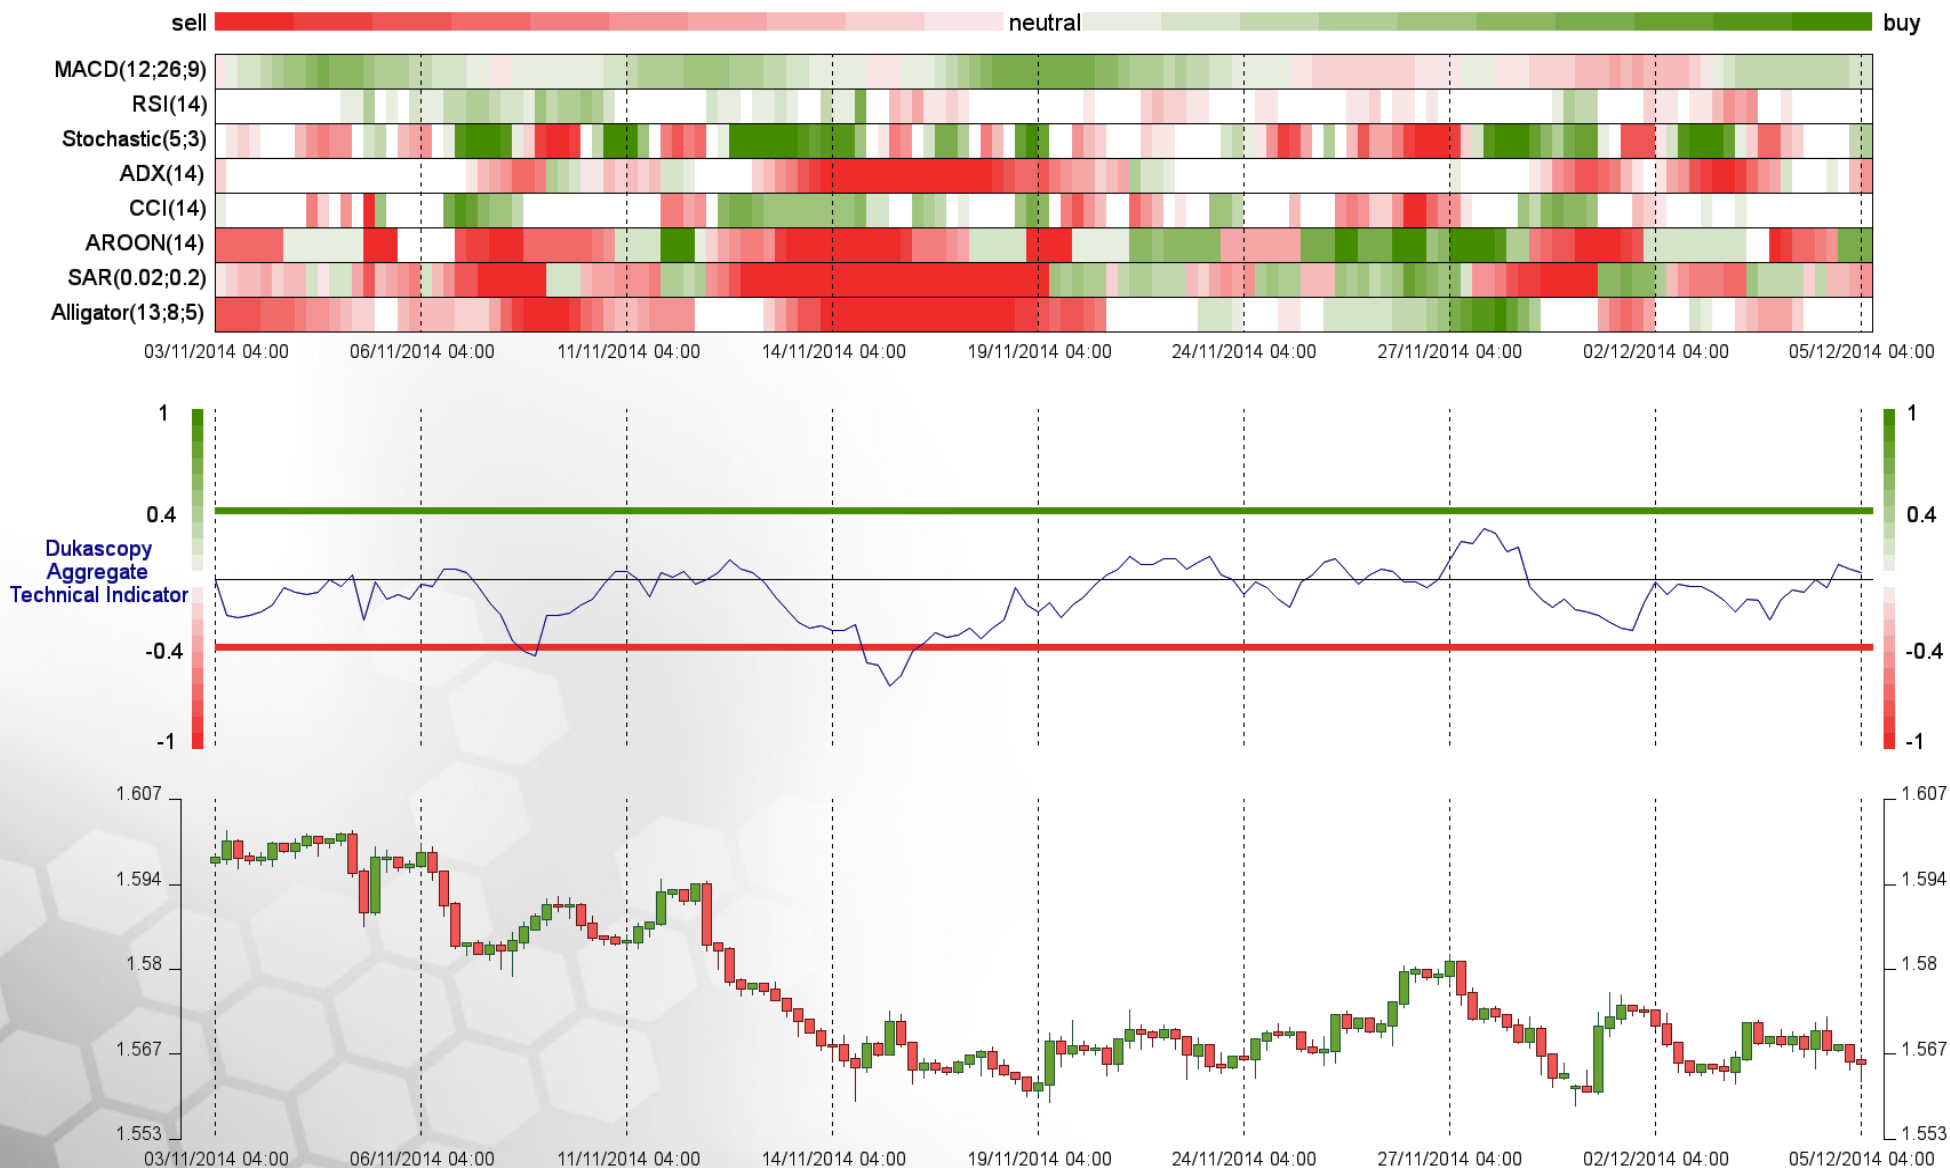 sell neutral buy
MACD(12;26;9)
RSI(14)
Stochastic(5;3)
ADX(14)
CCI(14)
AROON(14)
SAR(0.02;0.2)
Alligator(13;8;5)
03/11/2014 04:00 06/11/2014 04:00 11/11/2014 04:00 14/11/2014 04:00 19/11/2014 04:00 24/11/2014 04:00 27/11/2014 04:00 02/12/2014 04:00 05/12/2014 04:00
1 1
0.4 0.4
Dukascopy
Aggregate
Technical Indicator
-0.4 -0.4
-1 -1
1.607 1.607
1.594 1.594
1.58 1.58
1.567 1.567
1.553 1.553
03/11/2014 04:00 06/11/2014 04:00 11/11/2014 04:00 14/11/2014 04:00 19/11/2014 04:00 24/11/2014 04:00 27/11/2014 04:00 02/12/2014 04:00 05/12/2014 04:00